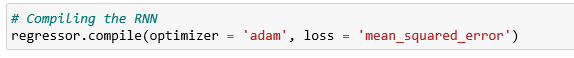 # Compiling the RNN
regressor.compile(optimizer = 'adam', loss = 'mean_squared_error')